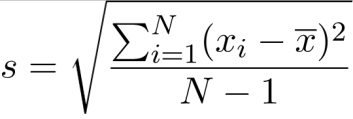 s = \sqrt{\frac{\sum_{i=1}^{N}(x_i - \overline{x})^2}{N - 1}}